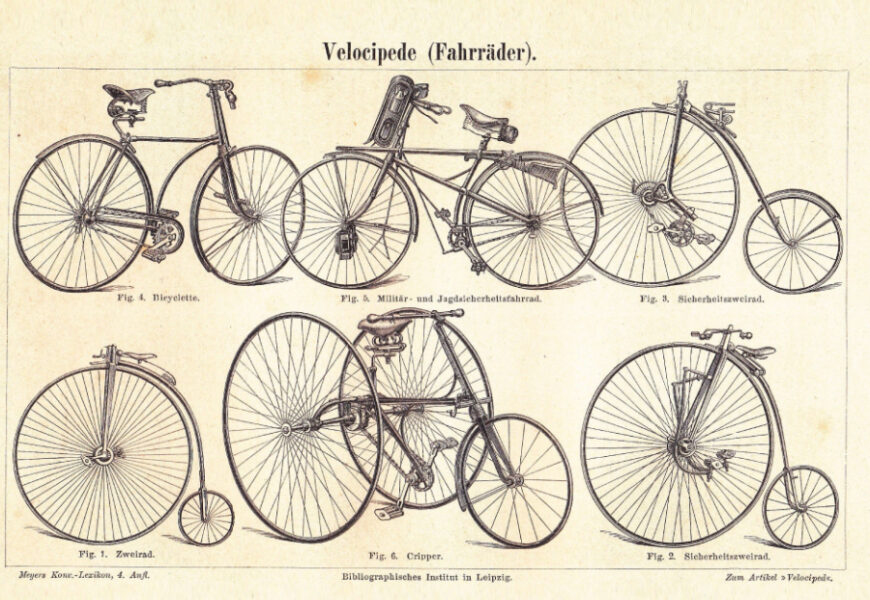 Velocipede (Fahrräder).
Fig. 4. Bicyclette.
Fig. 5. Militär- und Jagdsicherheitsfahrrad.
Fig. 3. Sicherheitszweirad.
Fig. 1. Zweirad.
Fig. 6. Cripper.
Fig. 2. Sicherheitszweirad.
Meyers Konv.-Lexikon, 4. Aufl.
Bibliographisches Institut in Leipzig.
Zum Artikel »Velocipede«.